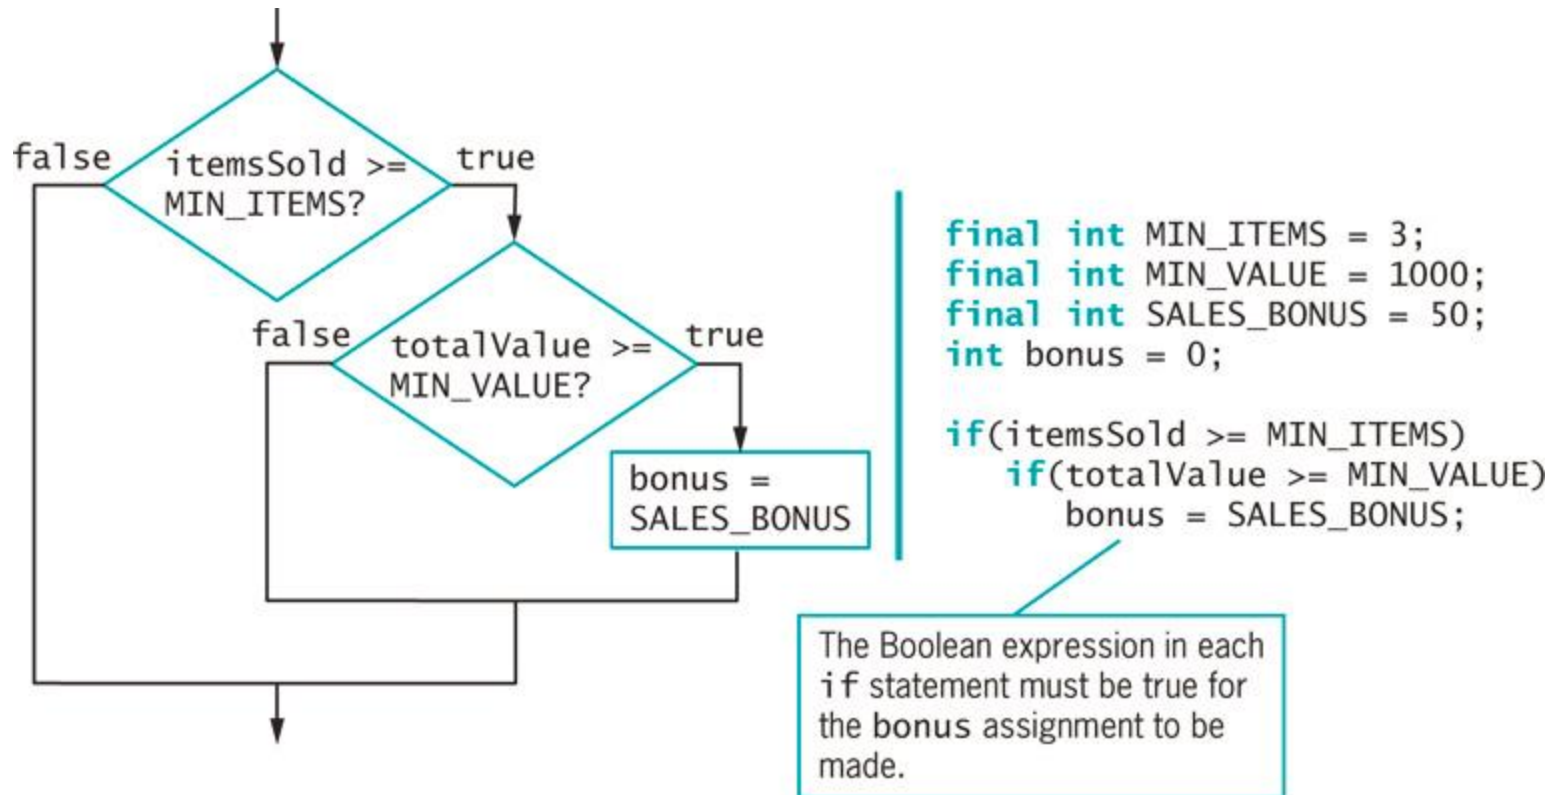 false
itemsSold >=
MIN_ITEMS?
true
false
totalValue >=
MIN_VALUE?
true
bonus =
SALES_BONUS
final int MIN_ITEMS = 3;
final int MIN_VALUE = 1000;
final int SALES_BONUS = 50;
int bonus = 0;
if(itemsSold >= MIN_ITEMS)
if(totalValue >= MIN_VALUE)
bonus = SALES_BONUS;
The Boolean expression in each
if statement must be true for
the bonus assignment to be
made.